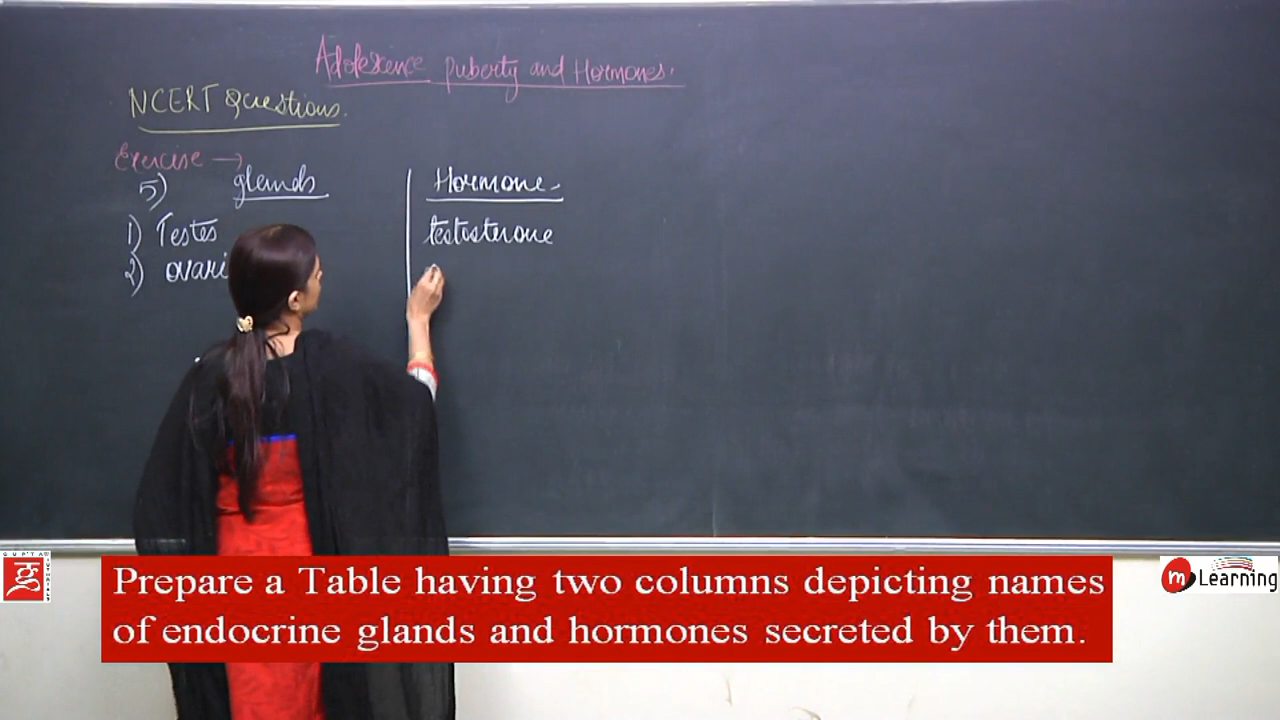 Adolescence puberty and Hormones.
NCERT Questions.
Exercise →
5) glands
Hormone
1) Testes
testosterone
2) ovari
Prepare a Table having two columns depicting names
of endocrine glands and hormones secreted by them.
GUPTA
m Learning